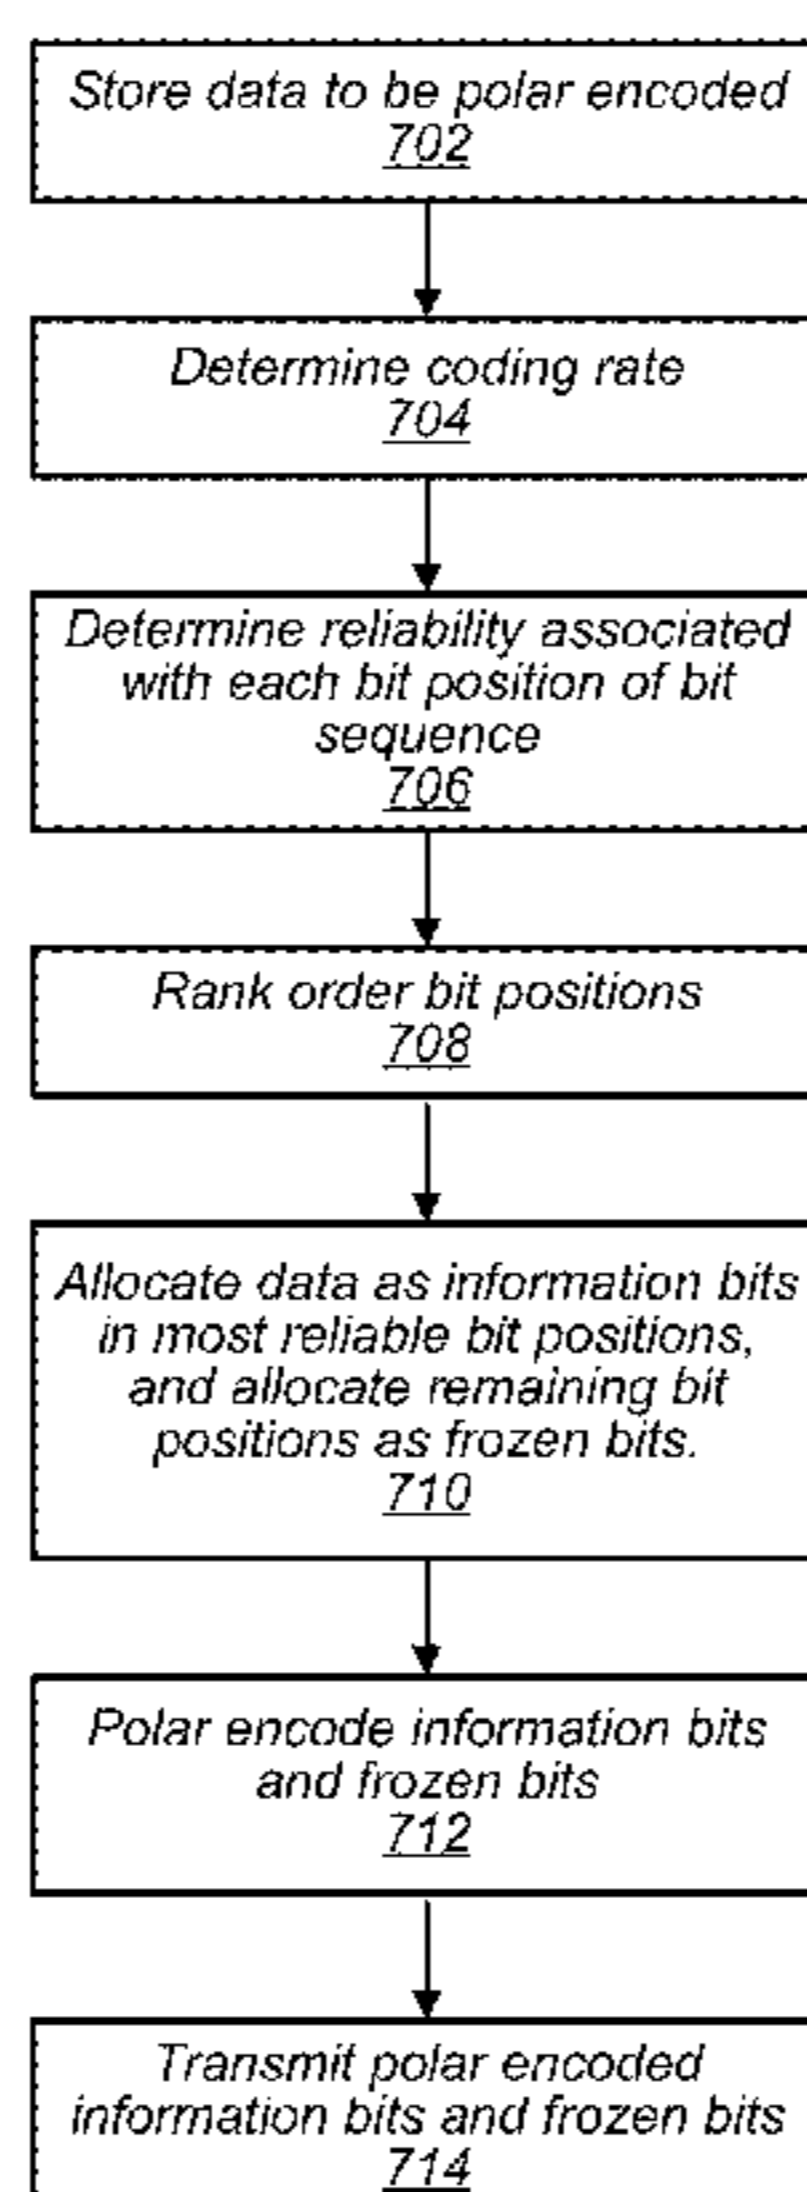 Store data to be polar encoded
702
Determine coding rate
704
Determine reliability associated
with each bit position of bit
sequence
706
Rank order bit positions
708
Allocate data as information bits
in most reliable bit positions,
and allocate remaining bit
positions as frozen bits.
710
Polar encode information bits
and frozen bits
712
Transmit polar encoded
information bits and frozen bits
714